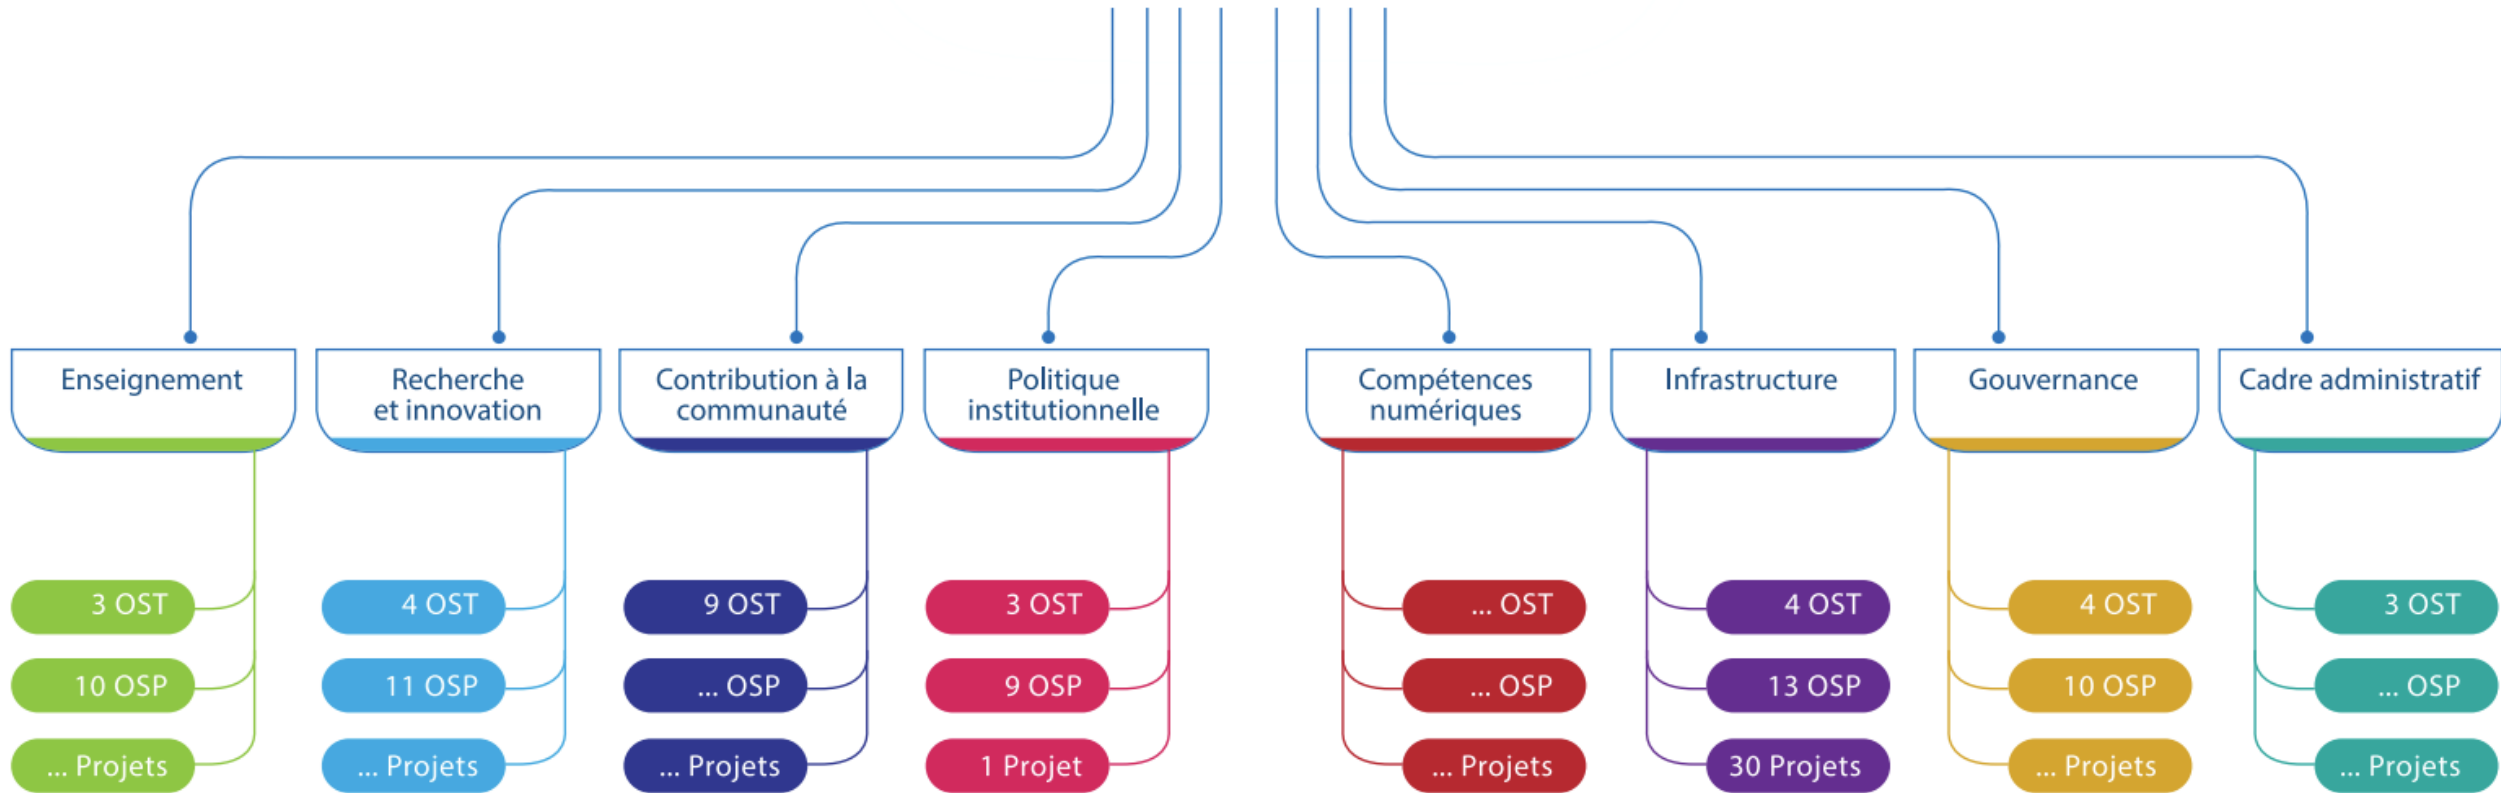 Enseignement
Recherche
et innovation
Contribution à la
communauté
Politique
institutionnelle
Compétences
numériques
Infrastructure
Gouvernance
Cadre administratif
3 OST
4 OST
9 OST
3 OST
... OST
4 OST
4 OST
3 OST
10 OSP
11 OSP
... OSP
9 OSP
... OSP
13 OSP
10 OSP
... OSP
... Projets
... Projets
... Projets
1 Projet
... Projets
30 Projets
... Projets
... Projets